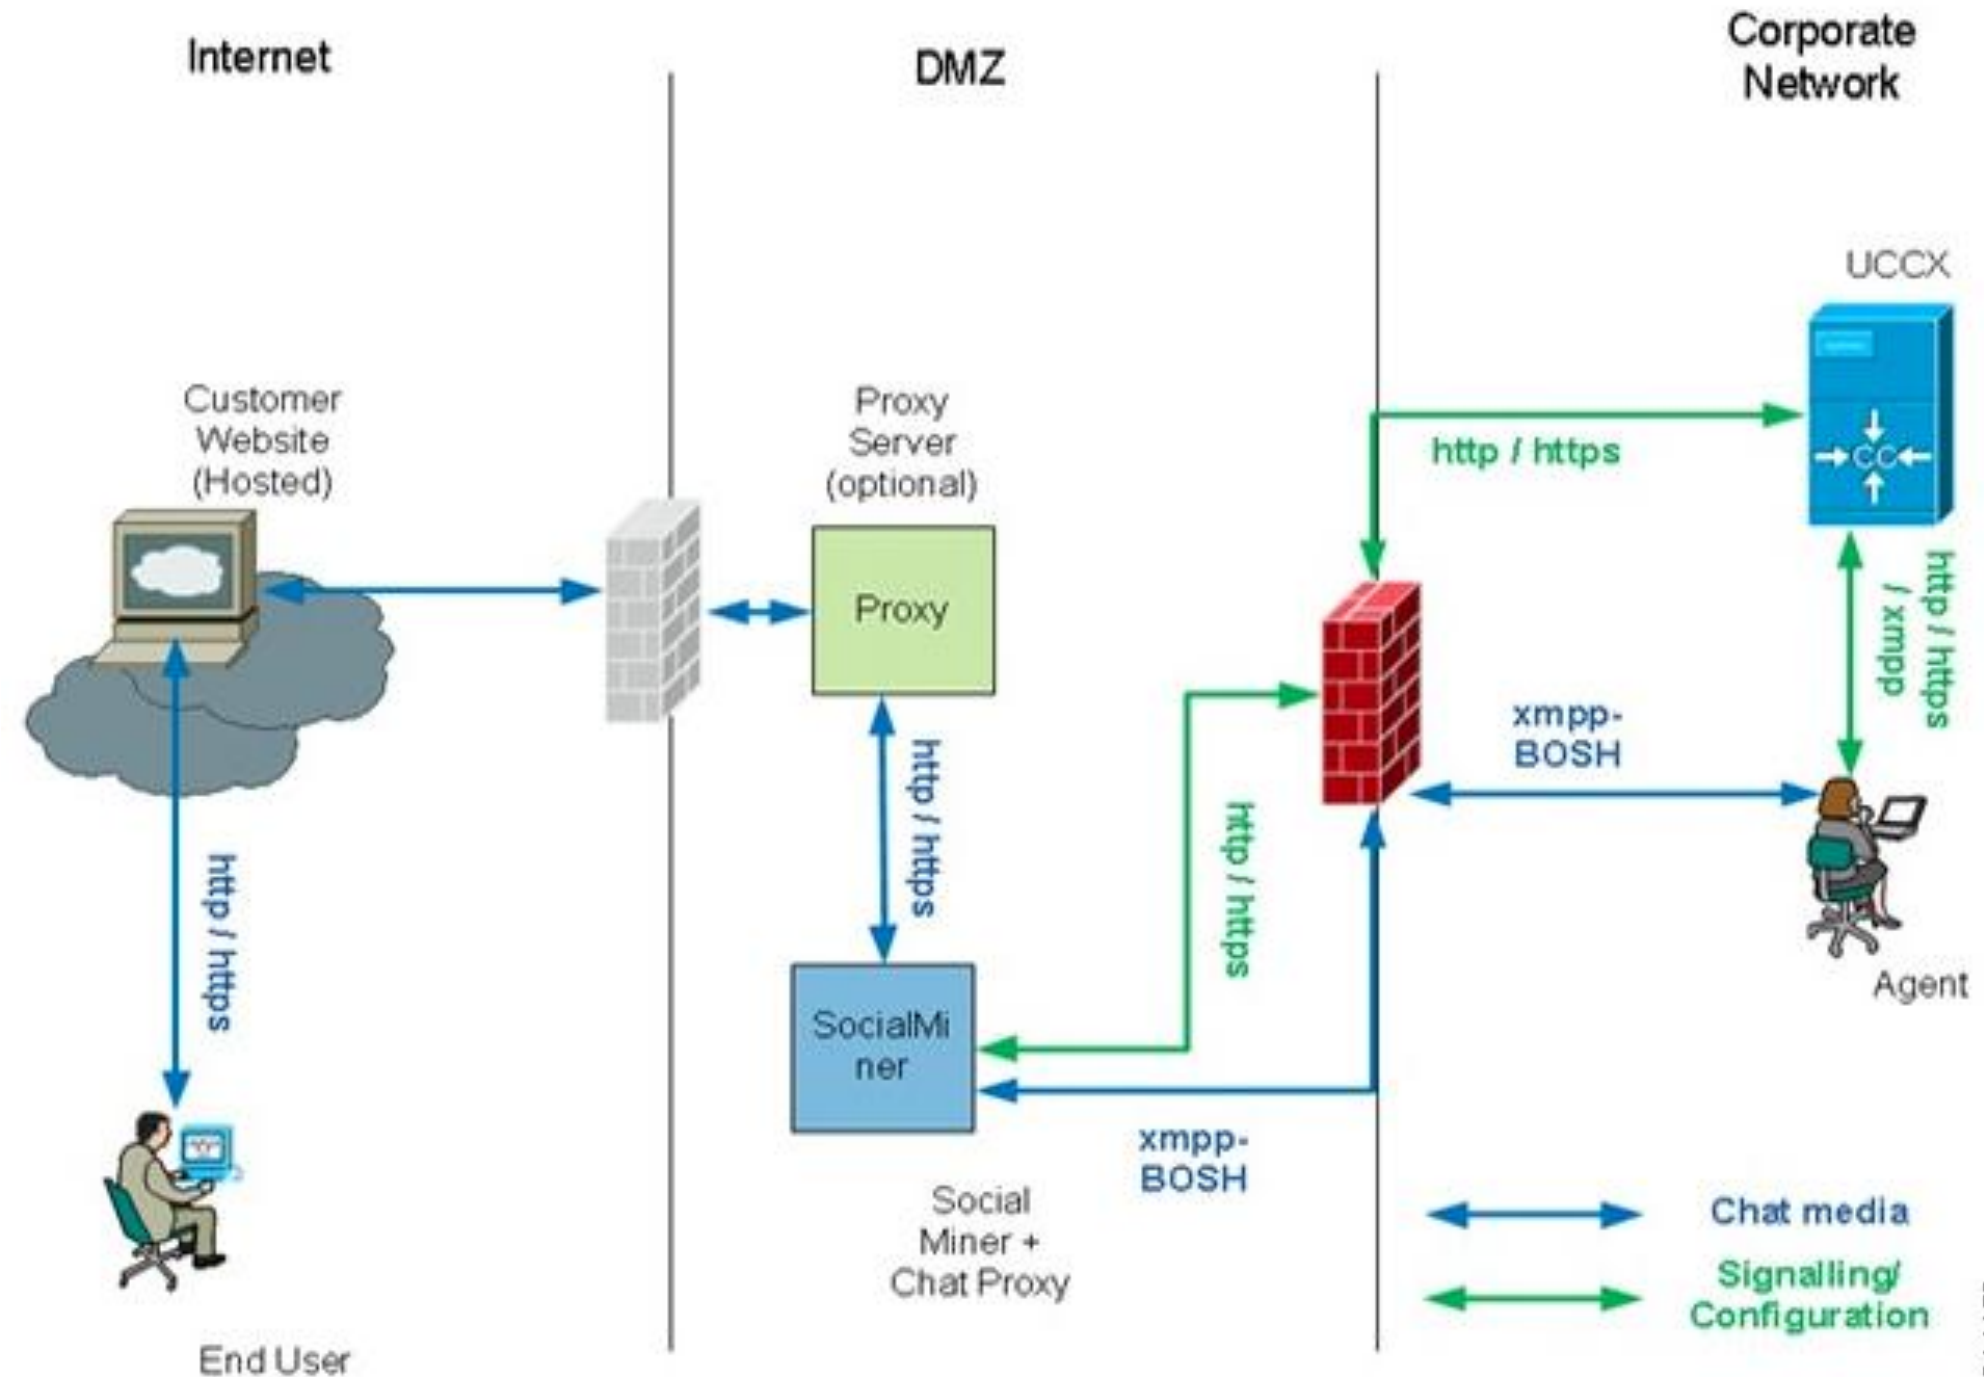 Internet
DMZ
Corporate
Network
UCCX
Customer
Website
(Hosted)
Proxy
Server
(optional)
Proxy
http / https
http / https
/ xmpp
xmpp-
BOSH
http / https
http / https
http / https
SocialMi
ner
Agent
xmpp-
BOSH
Social
Miner +
Chat Proxy
Chat media
Signalling/
Configuration
End User